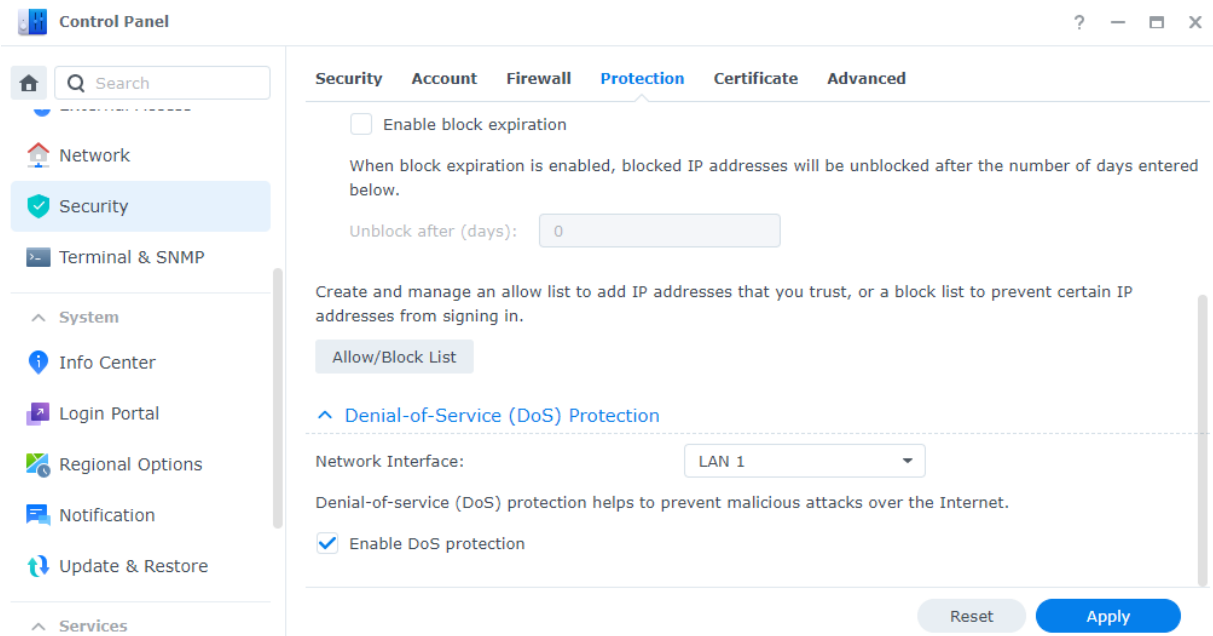 Control Panel
?
Search
Network
Security
Terminal & SNMP
System
Info Center
Login Portal
Regional Options
Notification
Update & Restore
Services
Security Account Firewall Protection Certificate Advanced
Enable block expiration
When block expiration is enabled, blocked IP addresses will be unblocked after the number of days entered
below.
Unblock after (days): 0
Create and manage an allow list to add IP addresses that you trust, or a block list to prevent certain IP
addresses from signing in.
Allow/Block List
Denial-of-Service (DoS) Protection
Network Interface: LAN 1
Denial-of-service (DoS) protection helps to prevent malicious attacks over the Internet.
Enable DoS protection
Reset Apply